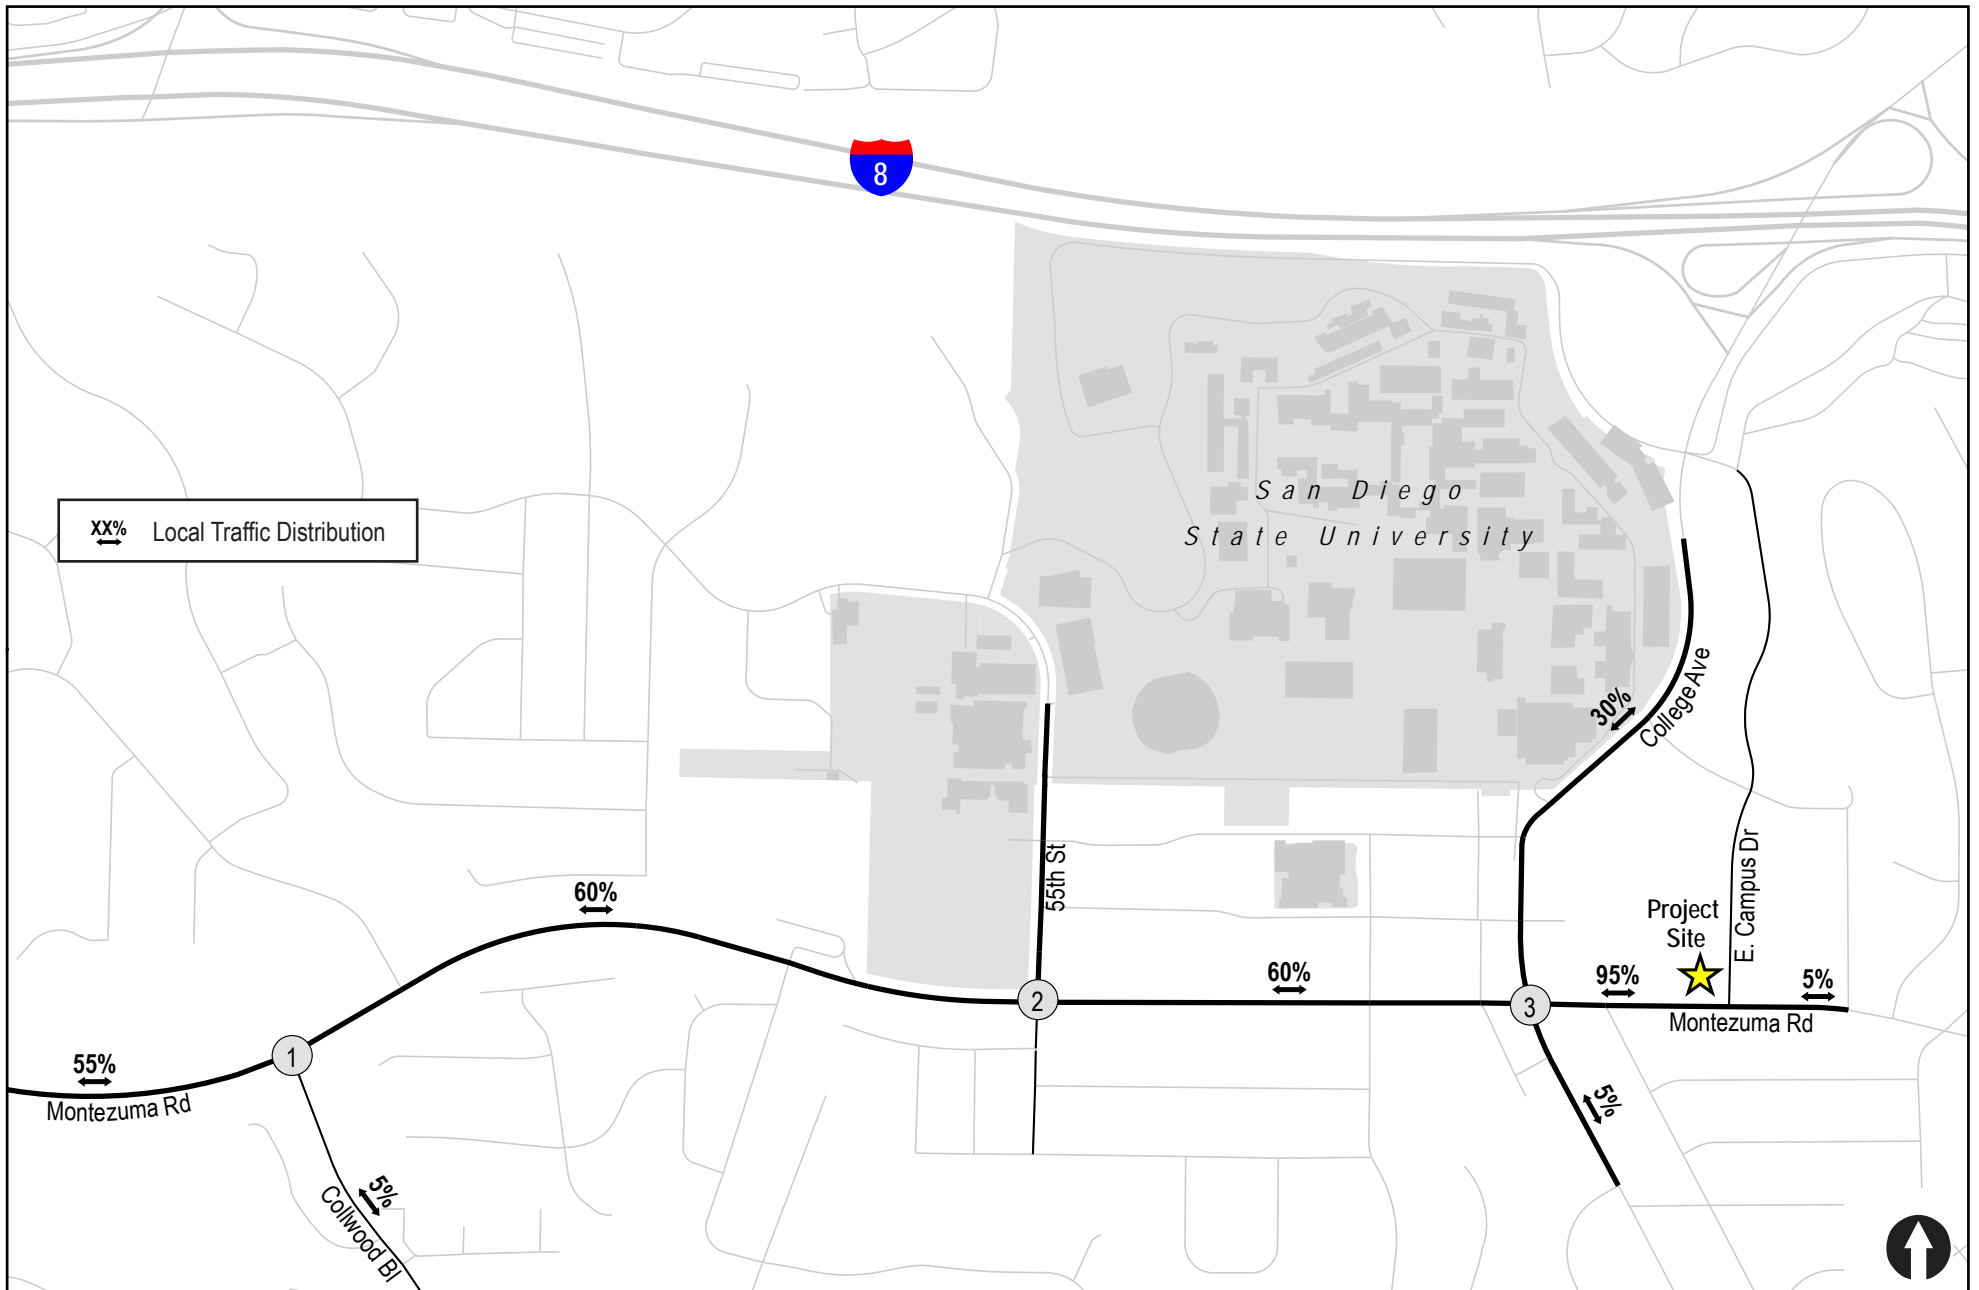 8
San Diego
State University
XX% Local Traffic Distribution
30%
College Ave
55th St
E. Campus Dr
60%
Project
Site
60%
95%
5%
2
3
Montezuma Rd
1
55%
Montezuma Rd
5%
5%
Collwood Bl